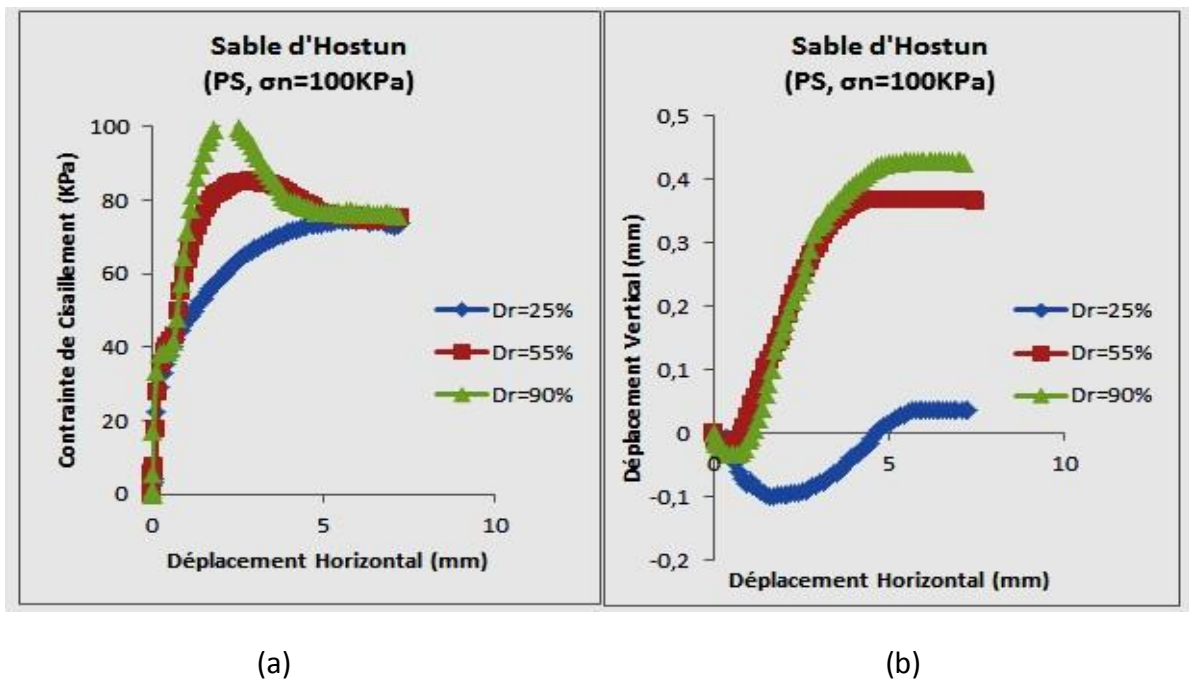 Sable d'Hostun
(PS, σn=100KPa)
Contrainte de Cisaillement (KPa)
100
80
60
40
20
0
0
5
10
Déplacement Horizontal (mm)
Dr=25%
Dr=55%
Dr=90%
Sable d'Hostun
(PS, σn=100KPa)
Déplacement Vertical (mm)
0,5
0,4
0,3
0,2
0,1
0
-0,1
-0,2
0
5
10
Déplacement Horizontal (mm)
Dr=25%
Dr=55%
Dr=90%
(a)
(b)